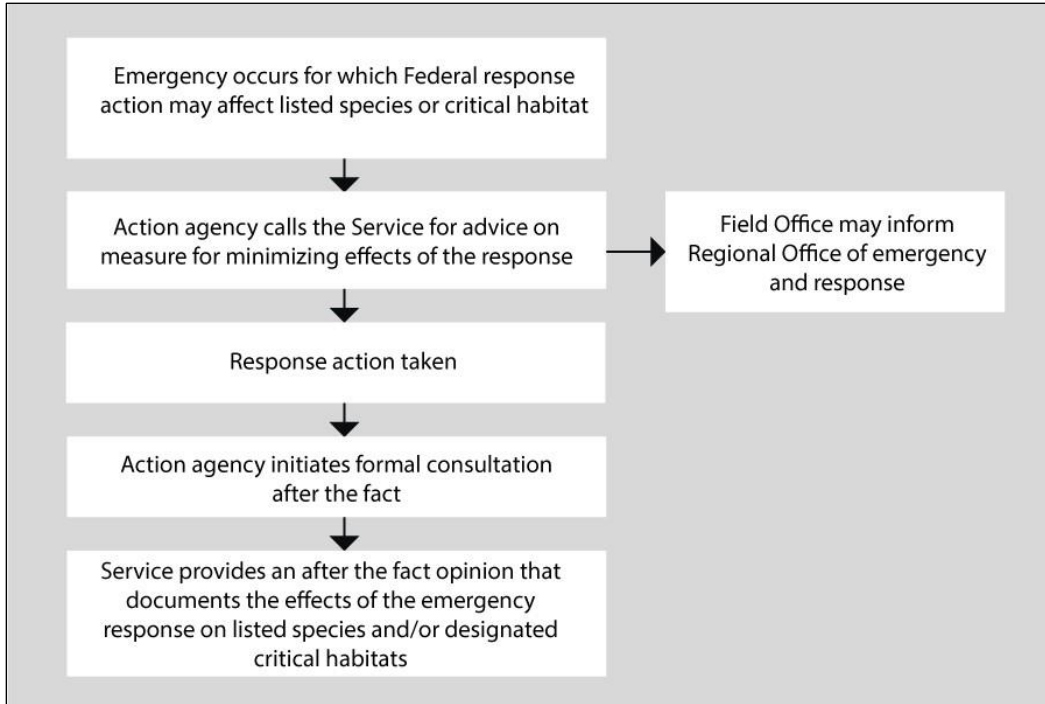 Emergency occurs for which Federal response
action may affect listed species or critical habitat
Action agency calls the Service for advice on
measure for minimizing effects of the response
Field Office may inform
Regional Office of emergency
and response
Response action taken
Action agency initiates formal consultation
after the fact
Service provides an after the fact opinion that
documents the effects of the emergency
response on listed species and/or designated
critical habitats